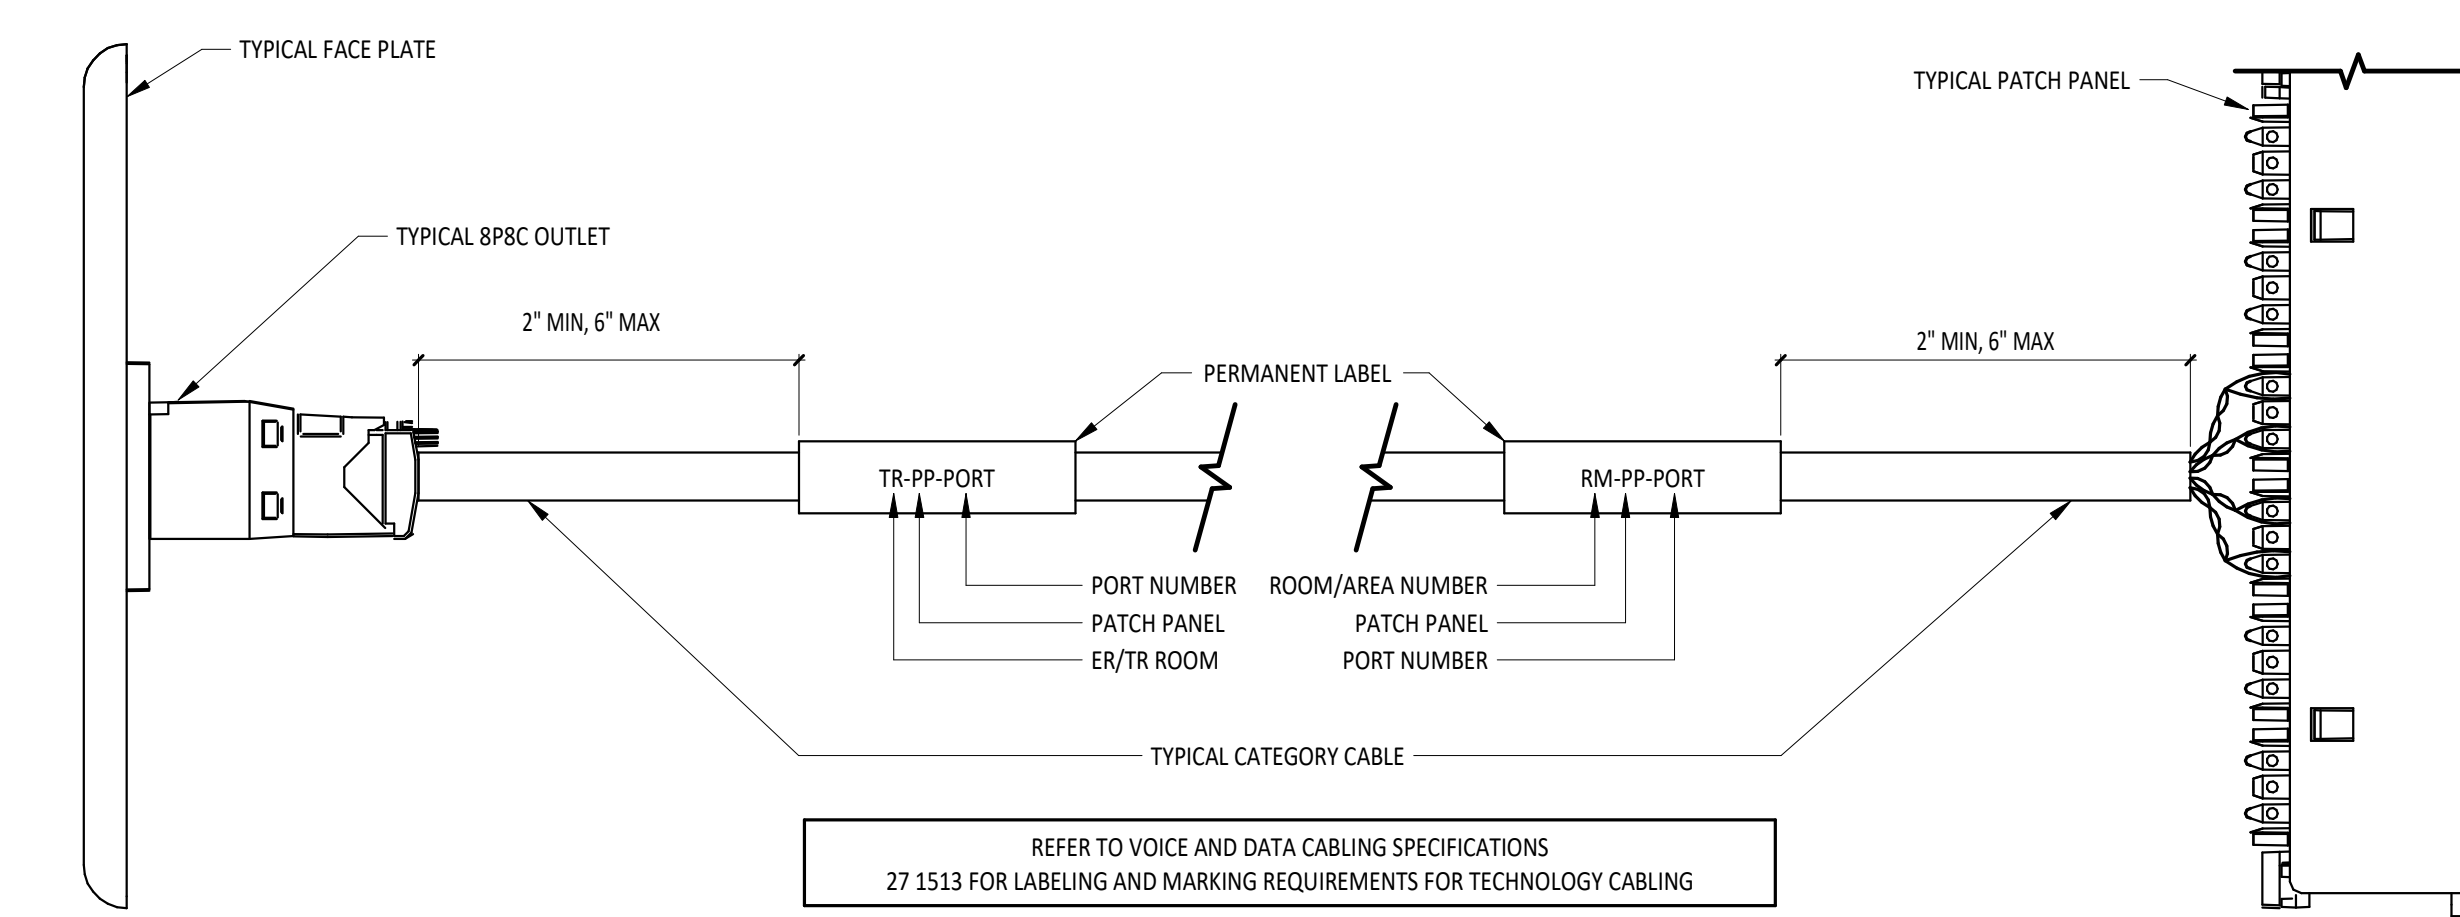 TYPICAL FACE PLATE
TYPICAL PATCH PANEL
TYPICAL 8P8C OUTLET
2" MIN, 6" MAX
2" MIN, 6" MAX
PERMANENT LABEL
TR-PP-PORT
RM-PP-PORT
PORT NUMBER
PATCH PANEL
ER/TR ROOM
ROOM/AREA NUMBER
PATCH PANEL
PORT NUMBER
TYPICAL CATEGORY CABLE
REFER TO VOICE AND DATA CABLING SPECIFICATIONS
27 1513 FOR LABELING AND MARKING REQUIREMENTS FOR TECHNOLOGY CABLING